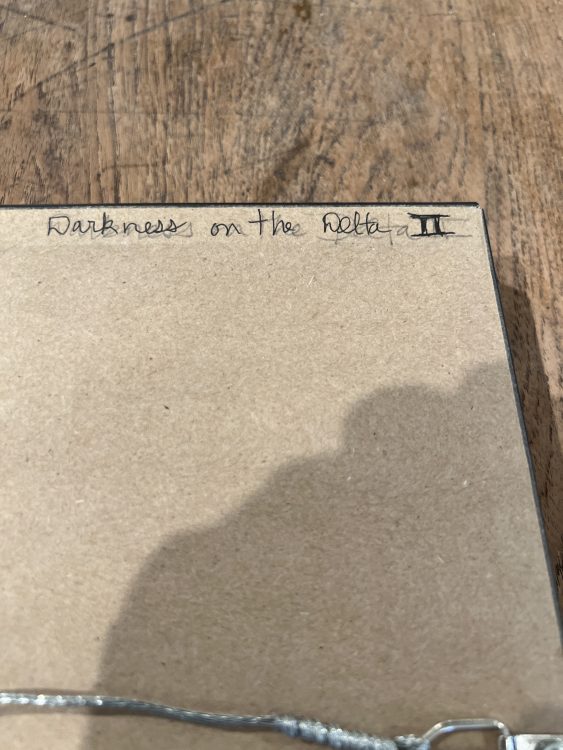 Darkness on the Delta II